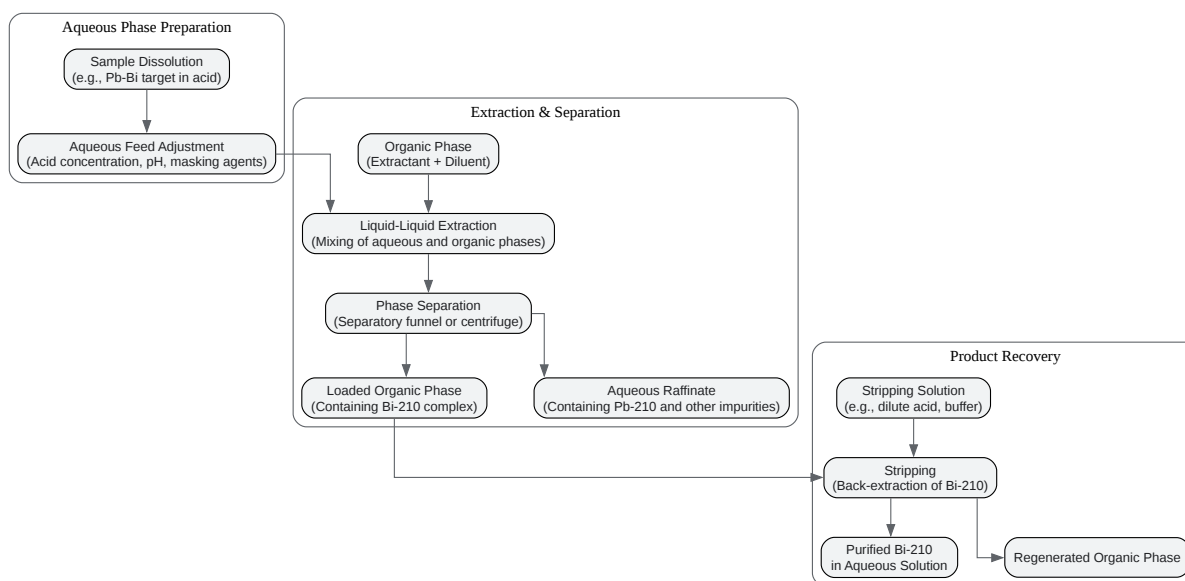 Aqueous Phase Preparation
Sample Dissolution
(e.g., Pb-Bi target in acid)
Aqueous Feed Adjustment
(Acid concentration, pH, masking agents)
Extraction & Separation
Organic Phase
(Extractant + Diluent)
Liquid-Liquid Extraction
(Mixing of aqueous and organic phases)
Phase Separation
(Separatory funnel or centrifuge)
Loaded Organic Phase
(Containing Bi-210 complex)
Aqueous Raffinate
(Containing Pb-210 and other impurities)
Product Recovery
Stripping Solution
(e.g., dilute acid, buffer)
Stripping
(Back-extraction of Bi-210)
Purified Bi-210
in Aqueous Solution
Regenerated Organic Phase